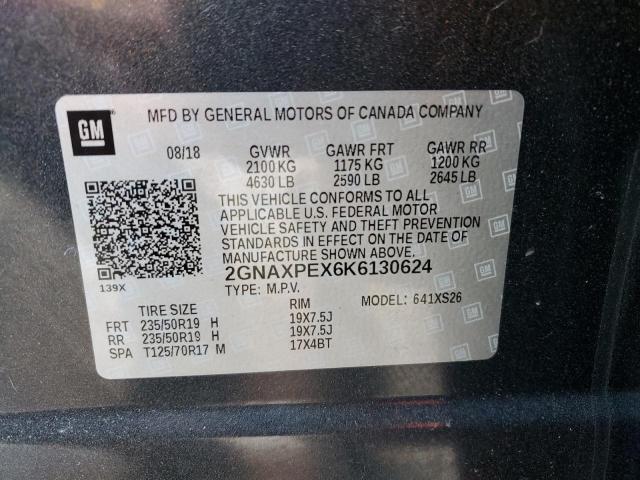 GM
MFD BY GENERAL MOTORS OF CANADA COMPANY
08/18 GVWR GAWR FRT GAWR RR
2100 KG 1175 KG 1200 KG
4630 LB 2590 LB 2645 LB
THIS VEHICLE CONFORMS TO ALL
APPLICABLE U.S. FEDERAL MOTOR
VEHICLE SAFETY AND THEFT PREVENTION
STANDARDS IN EFFECT ON THE DATE OF
MANUFACTURE SHOWN ABOVE.
2GNAXPEX6K6130624
139X
TYPE: M.P.V.
MODEL: 641XS26
TIRE SIZE RIM
FRT 235/50R19 H 19X7.5J
RR 235/50R19 H 19X7.5J
SPA T125/70R17 M 17X4BT